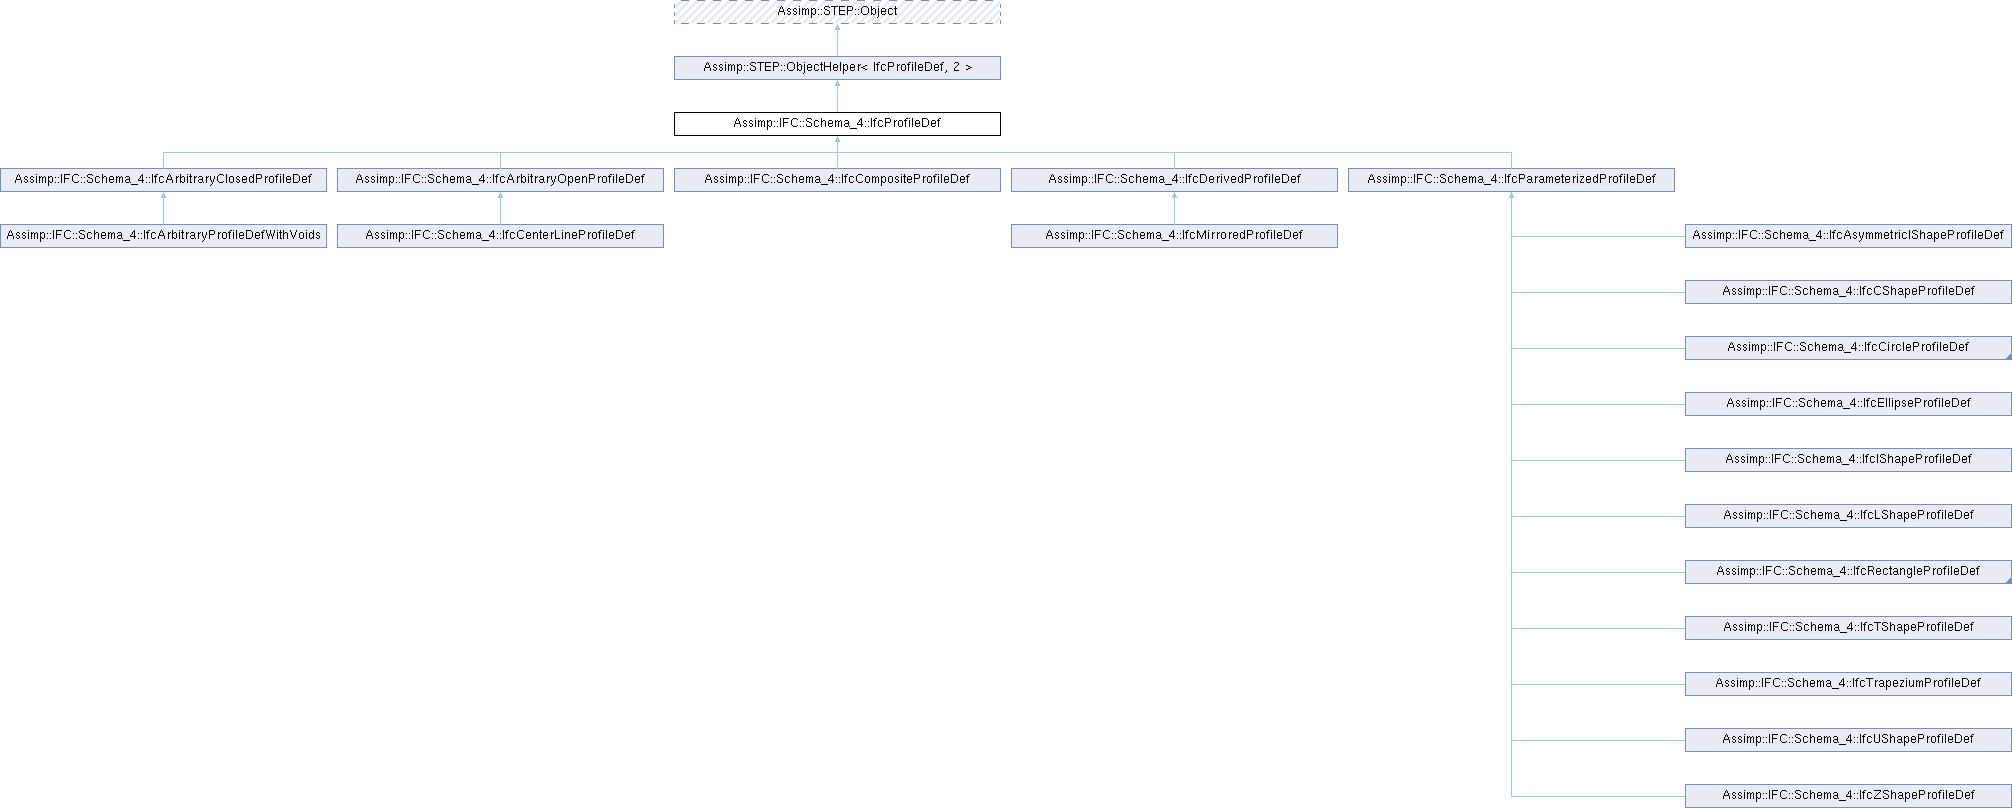 Assimp::STEP::Object
Assimp::STEP::ObjectHelper< IfcProfileDef, 2 >
Assimp::IFC::Schema_4::IfcProfileDef
Assimp::IFC::Schema_4::IfcArbitraryClosedProfileDef
Assimp::IFC::Schema_4::IfcArbitraryOpenProfileDef
Assimp::IFC::Schema_4::IfcCompositeProfileDef
Assimp::IFC::Schema_4::IfcDerivedProfileDef
Assimp::IFC::Schema_4::IfcParameterizedProfileDef
Assimp::IFC::Schema_4::IfcArbitraryProfileDefWithVoids
Assimp::IFC::Schema_4::IfcCenterLineProfileDef
Assimp::IFC::Schema_4::IfcMirroredProfileDef
Assimp::IFC::Schema_4::IfcAsymmetricIShapeProfileDef
Assimp::IFC::Schema_4::IfcCShapeProfileDef
Assimp::IFC::Schema_4::IfcCircleProfileDef
Assimp::IFC::Schema_4::IfcEllipseProfileDef
Assimp::IFC::Schema_4::IfcIShapeProfileDef
Assimp::IFC::Schema_4::IfcLShapeProfileDef
Assimp::IFC::Schema_4::IfcRectangleProfileDef
Assimp::IFC::Schema_4::IfcTShapeProfileDef
Assimp::IFC::Schema_4::IfcTrapeziumProfileDef
Assimp::IFC::Schema_4::IfcUShapeProfileDef
Assimp::IFC::Schema_4::IfcZShapeProfileDef